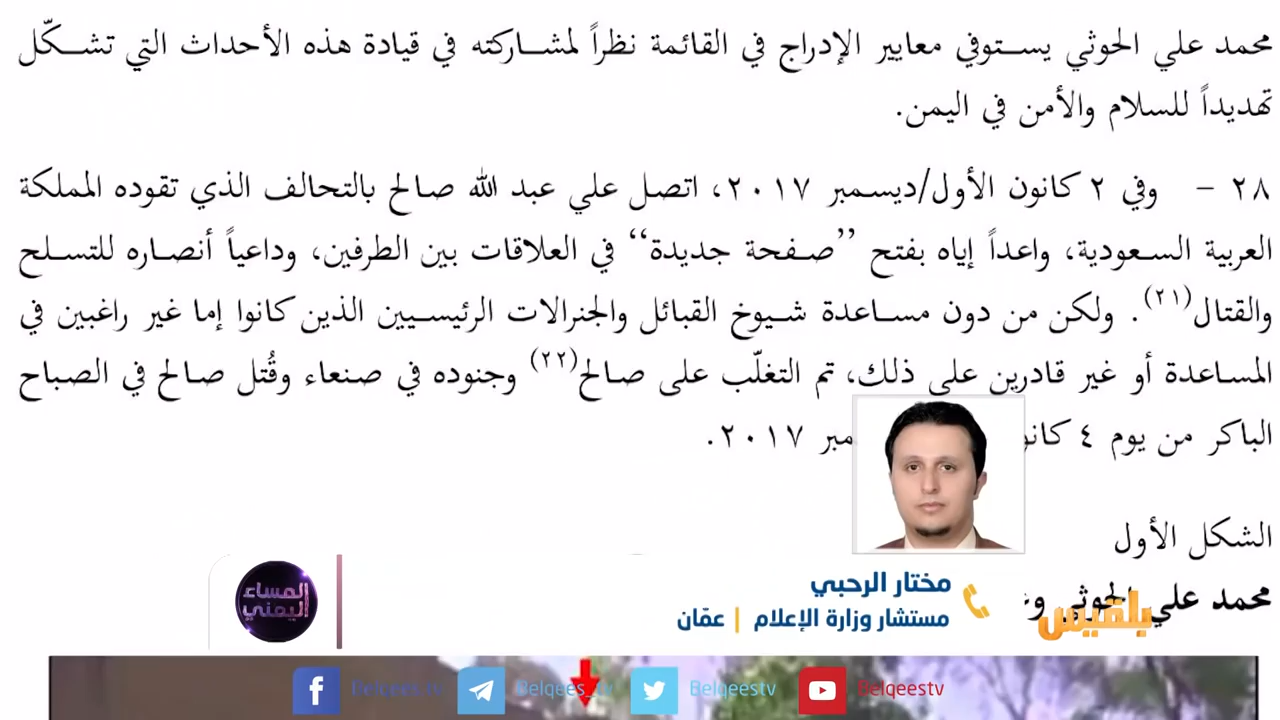 محمد علي الحوثي يستوفي معايير الإدراج في القائمة نظراً لمشاركته في قيادة هذه الأحداث التي تشكّل
تهديداً للسلام والأمن في اليمن.
٢٨ - وفي ٢ كانون الأول/ديسمبر ٢٠١٧، اتصل علي عبد الله صالح بالتحالف الذي تقوده المملكة
العربية السعودية، واعداً إياه بفتح ’’صفحة جديدة‘‘ في العلاقات بين الطرفين، وداعياً أنصاره للتسلح
والقتال(٢١). ولكن من دون مساعدة شيوخ القبائل والجنرالات الرئيسيين الذين كانوا إما غير راغبين في
المساعدة أو غير قادرين على ذلك، تم التغلّب على صالح(٢٢) وجنوده في صنعاء وقُتل صالح في الصباح
الباكر من يوم ٤ ٢٠١٧.
الشكل الأول
محمد علي الحوثي
مختار الرحبي
مستشار وزارة الإعلام | عمّان
المساء
اليمني
بلقيس
Belqees tv
Belqees_tv
Belqeestv
Belqeestv